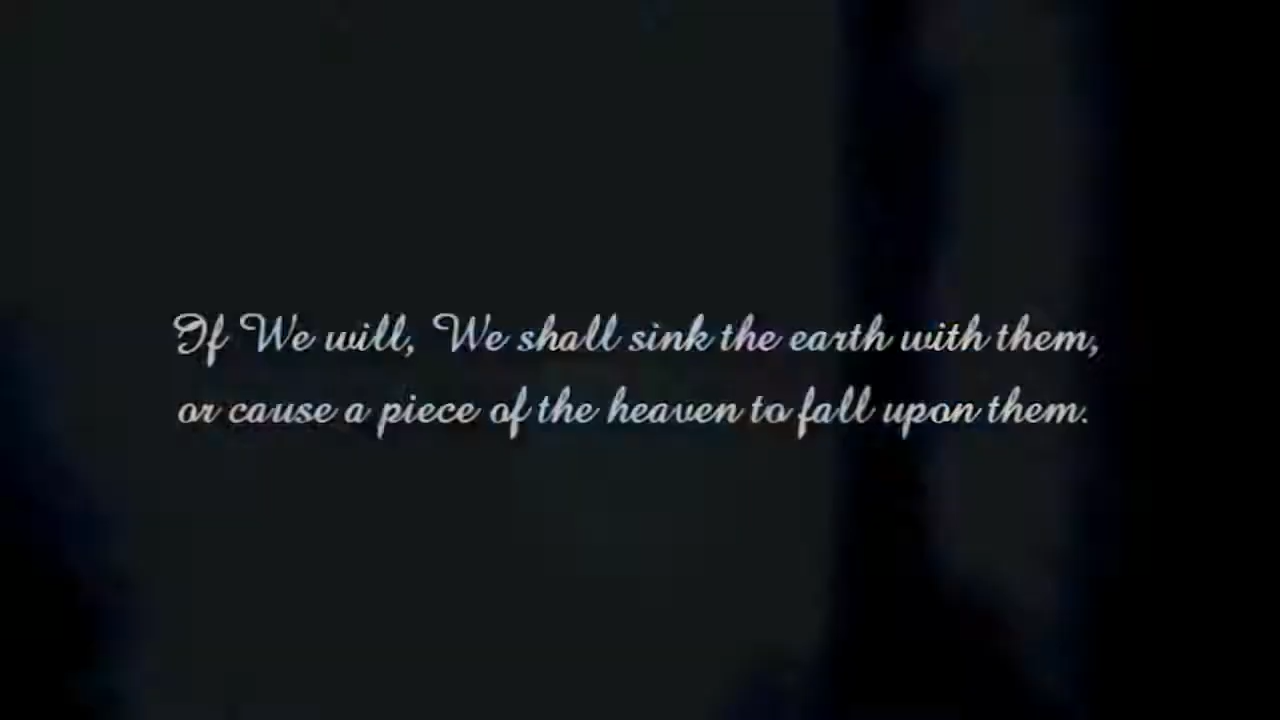 If We will, We shall sink the earth with them,
or cause a piece of the heaven to fall upon them.